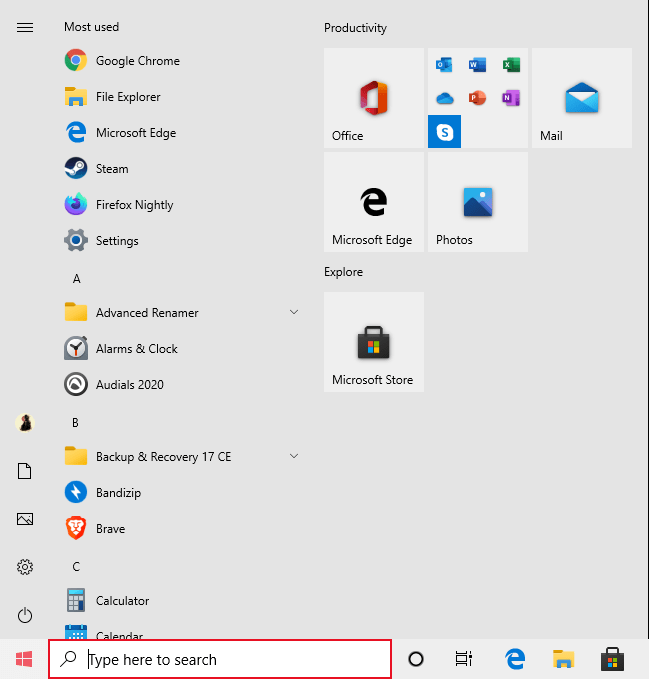 Most used
Google Chrome
File Explorer
Microsoft Edge
Steam
Firefox Nightly
Settings
A
Advanced Renamer
Alarms & Clock
Audials 2020
B
Backup & Recovery 17 CE
Bandizip
Brave
C
Calculator
Calendar
Productivity
Office
Mail
Microsoft Edge
Photos
Explore
Microsoft Store
Type here to search